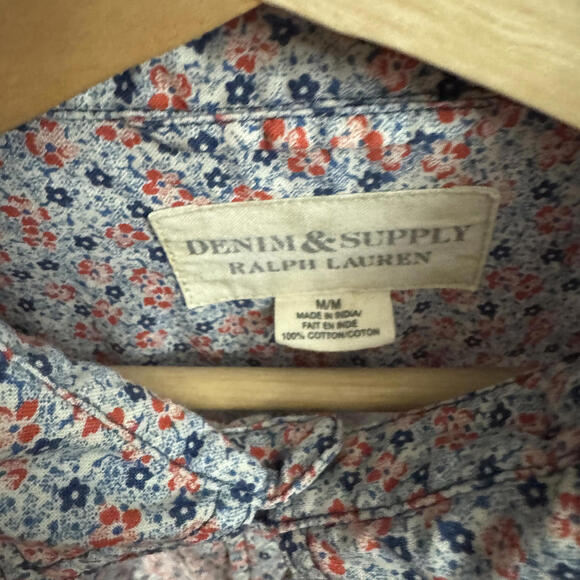 DENIM & SUPPLY
RALPH LAUREN
M/M
MADE IN INDIA/
FAIT EN INDE
100% COTTON/COTON